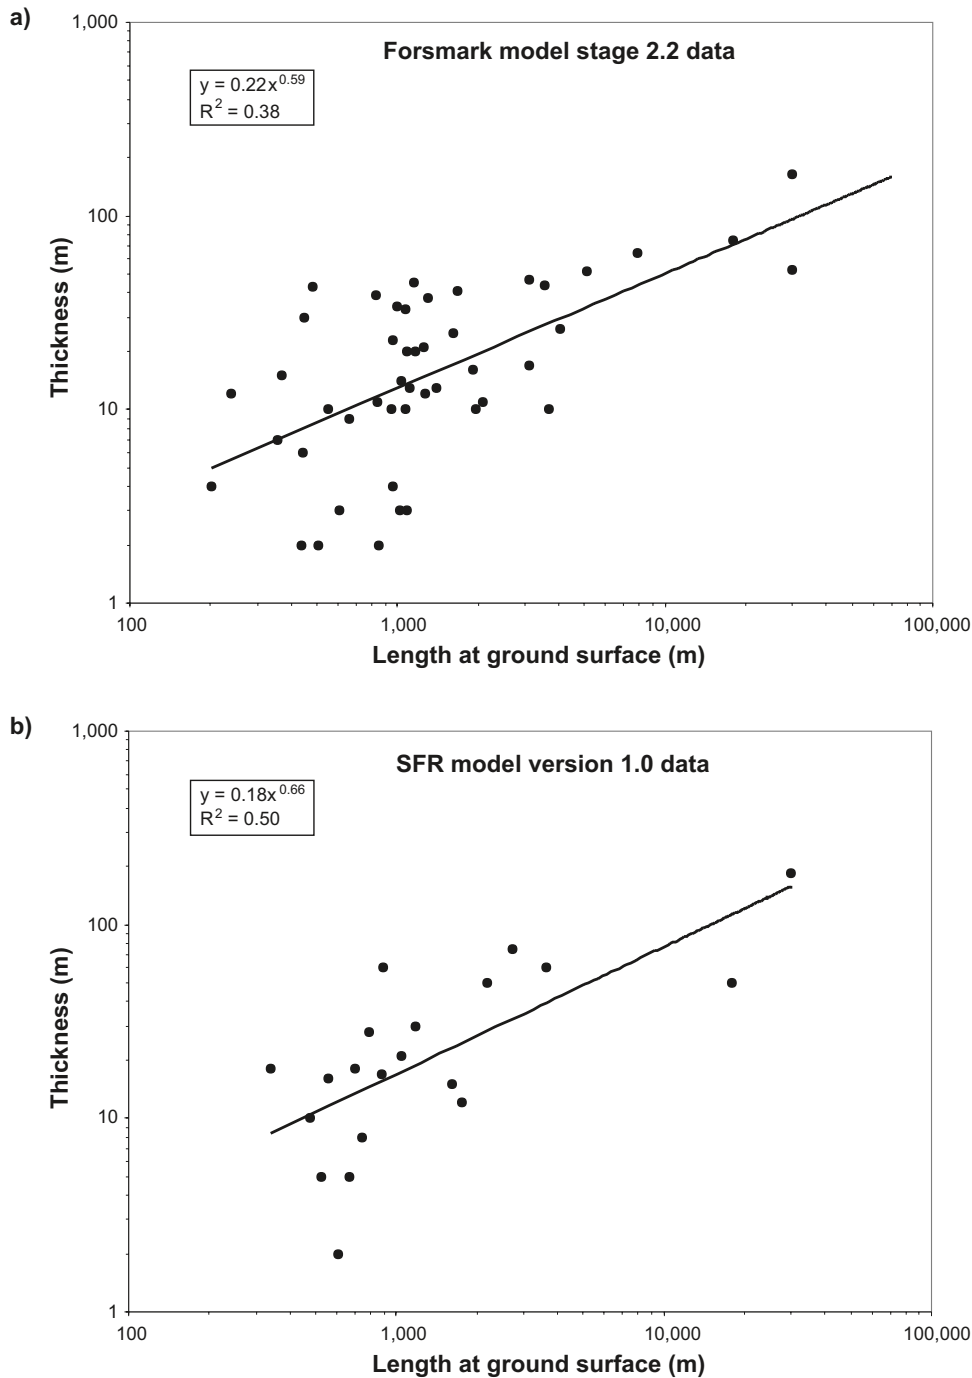 a)
Forsmark model stage 2.2 data
y = 0.22x^0.59
R^2 = 0.38
1,000
100
10
1
Thickness (m)
100 1,000 10,000 100,000
Length at ground surface (m)
b)
SFR model version 1.0 data
y = 0.18x^0.66
R^2 = 0.50
1,000
100
10
1
Thickness (m)
100 1,000 10,000 100,000
Length at ground surface (m)